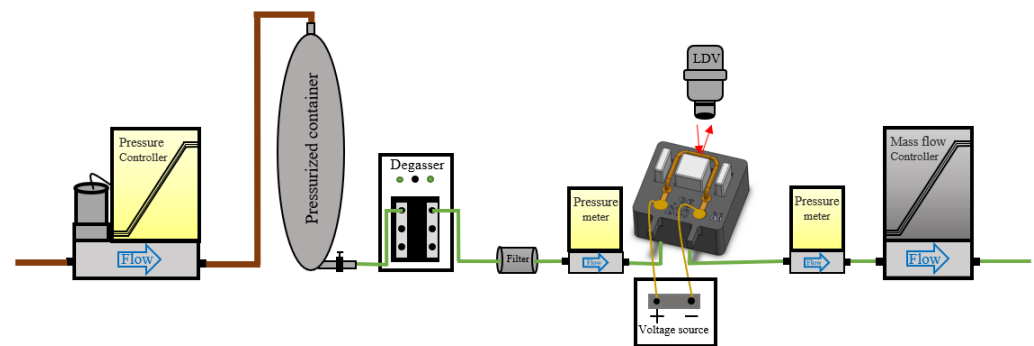 Pressure
Controller
Flow
Pressurized container
Degasser
Filter
Pressure
meter
Flow
LDV
+ −
Voltage source
Pressure
meter
Flow
Mass flow
Controller
Flow